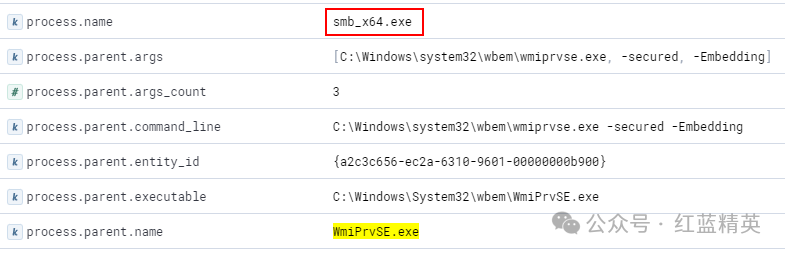 k process.name smb_x64.exe
k process.parent.args [C:\Windows\system32\wbem\wmiprvse.exe, -secured, -Embedding]
# process.parent.args_count 3
k process.parent.command_line C:\Windows\system32\wbem\wmiprvse.exe -secured -Embedding
k process.parent.entity_id {a2c3c656-ec2a-6310-9601-00000000b900}
k process.parent.executable C:\Windows\System32\wbem\WmiPrvSE.exe
k process.parent.name WmiPrvSE.exe
公众号 · 红蓝精英